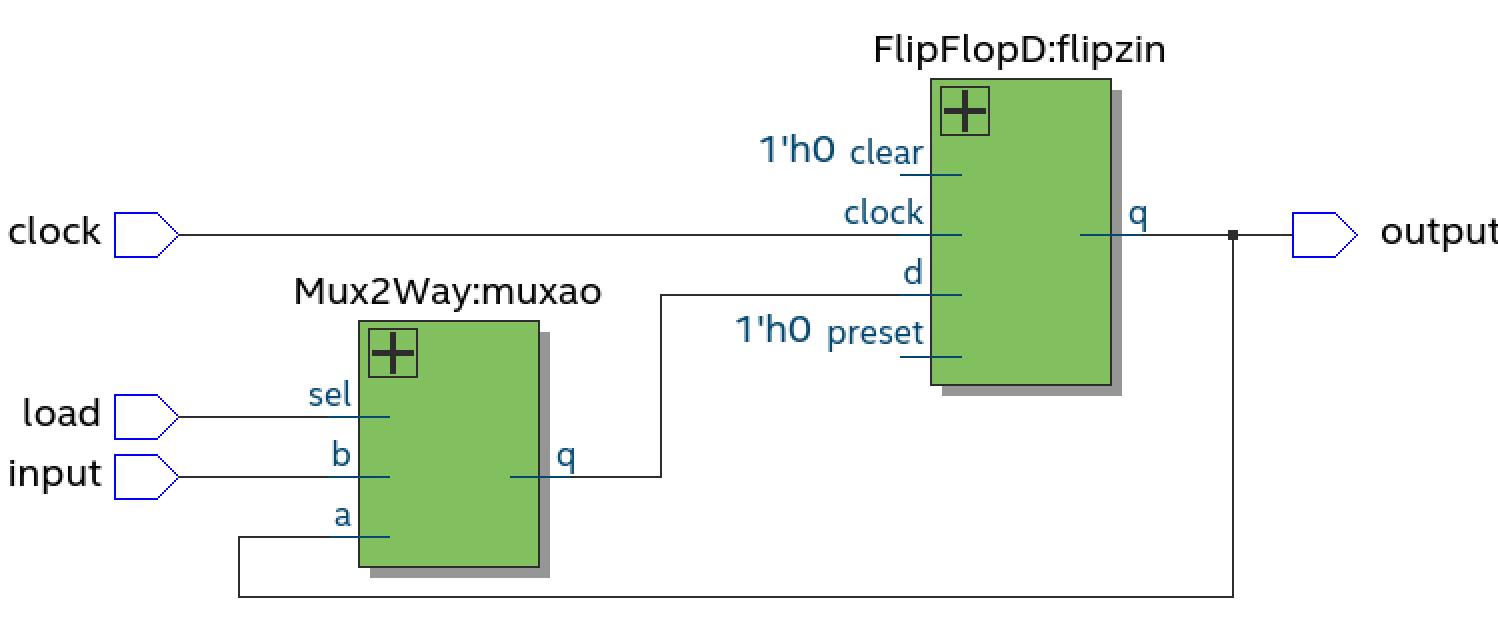 FlipFlopD:flipzin
1'h0 clear
clock
clock
q
output
d
Mux2Way:muxao
1'h0 preset
load
sel
input
b
q
a